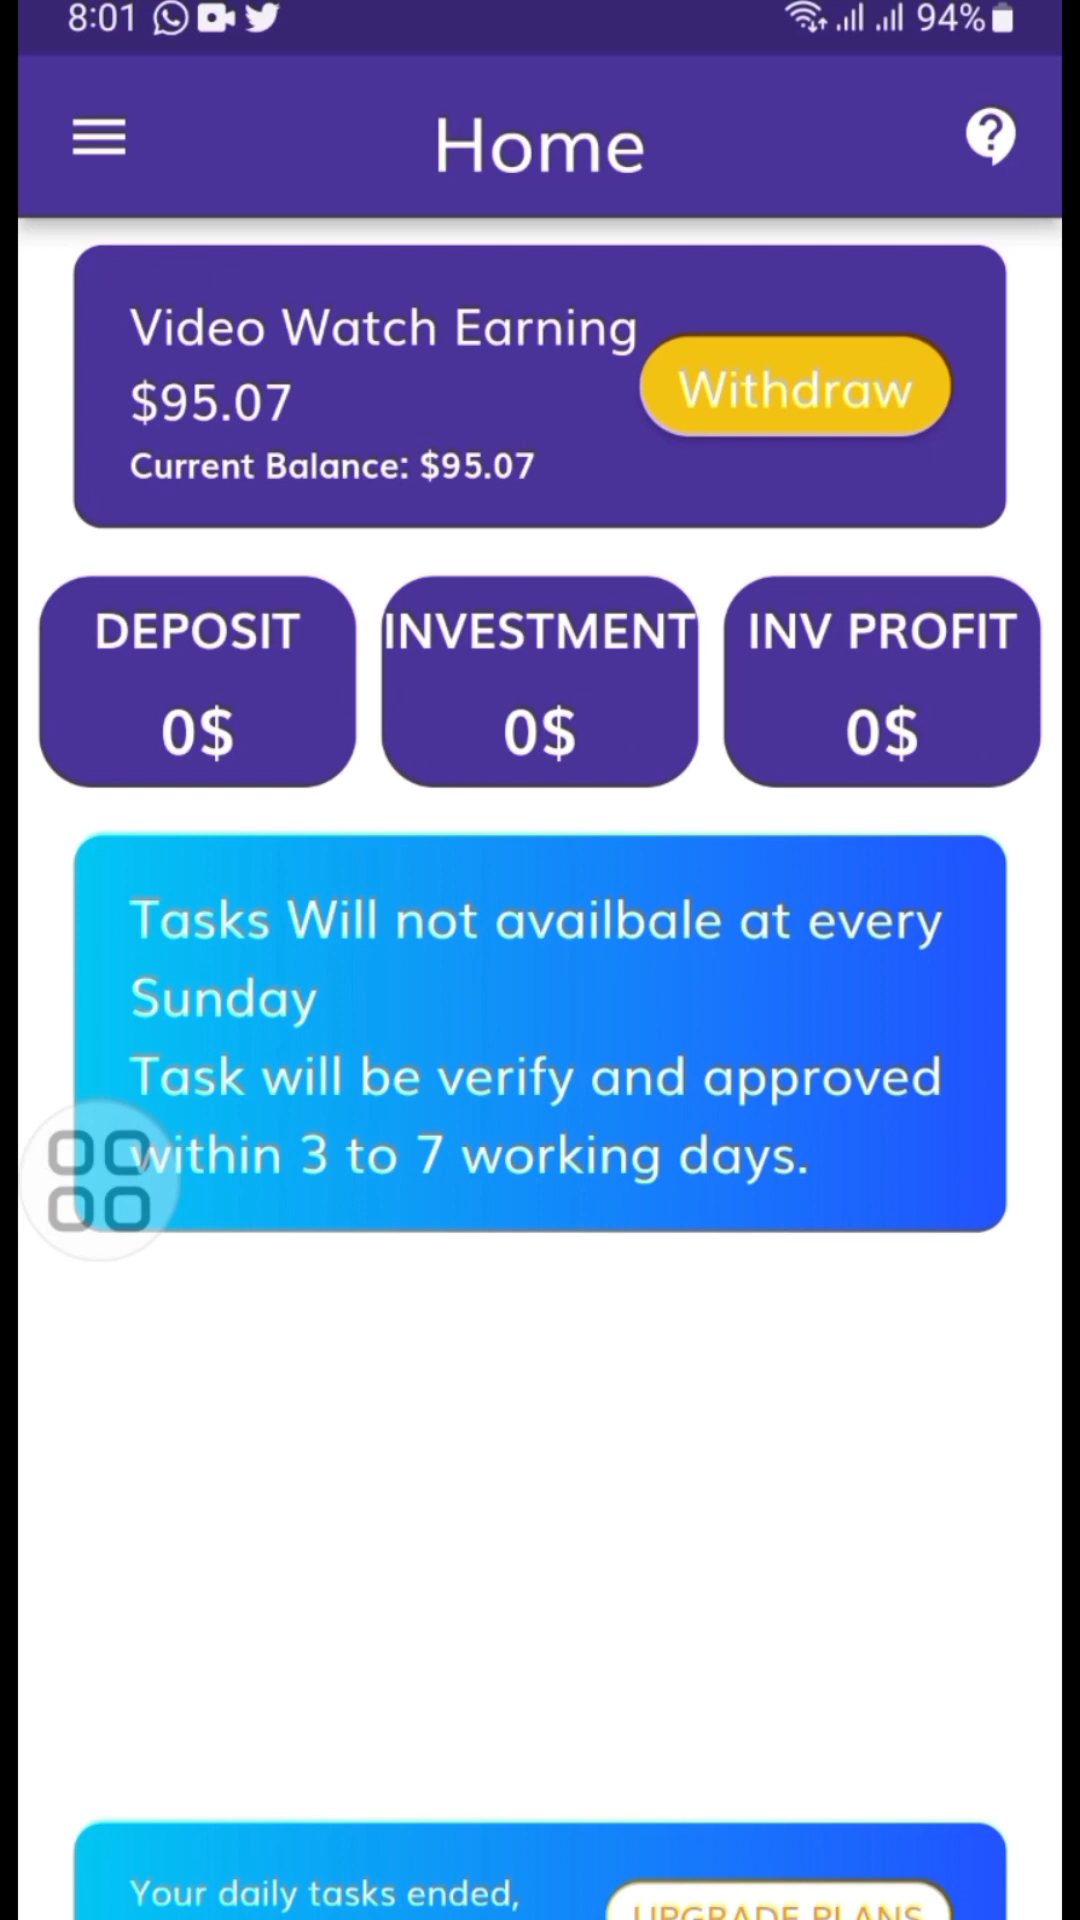 8:01 94%
Home
Video Watch Earning
$95.07
Withdraw
Current Balance: $95.07
DEPOSIT INVESTMENT INV PROFIT
0$ 0$ 0$
Tasks Will not availbale at every
Sunday
Task will be verify and approved
within 3 to 7 working days.
Your daily tasks ended,
UPGRADE PLANS